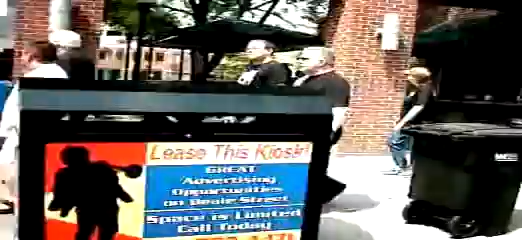 Lease This Kiosk!
GREAT
Advertising
Opportunities
on Beale Street
Space is Limited
Call Today